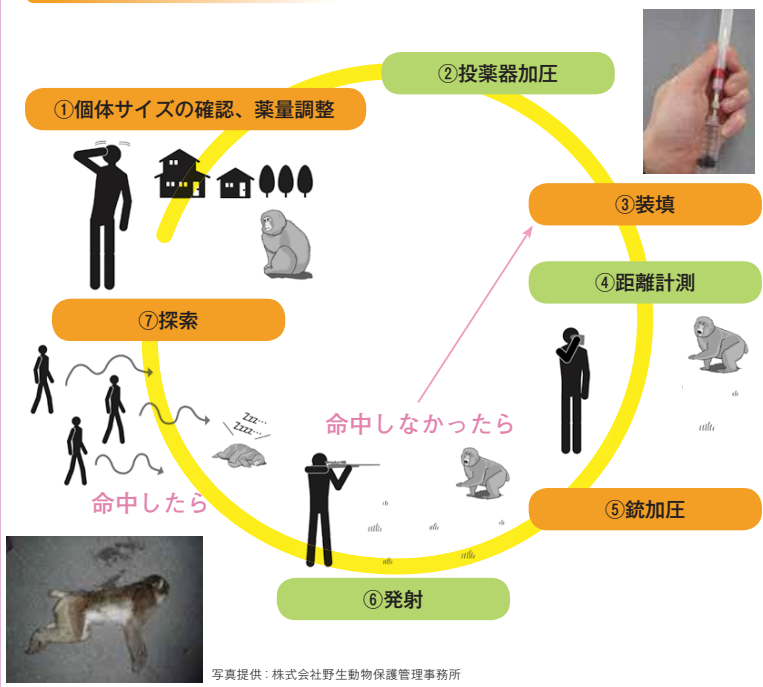 ①個体サイズの確認、薬量調整
②投薬器加圧
③装填
④距離計測
⑤銃加圧
命中しなかったら
⑥発射
⑦探索
Zzz…
Zzzz…
命中したら
写真提供：株式会社野生動物保護管理事務所